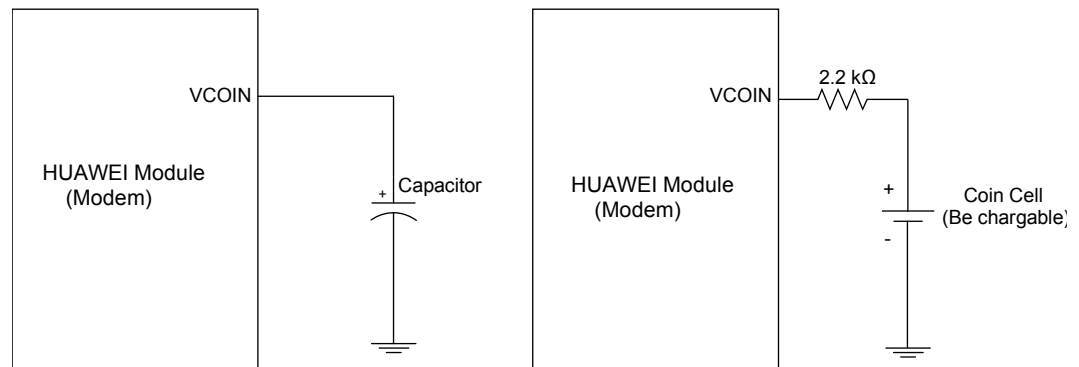 VCOIN
HUAWEI Module
(Modem)
+
Capacitor
2.2 kΩ
VCOIN
HUAWEI Module
(Modem)
+
Coin Cell
(Be chargable)
-